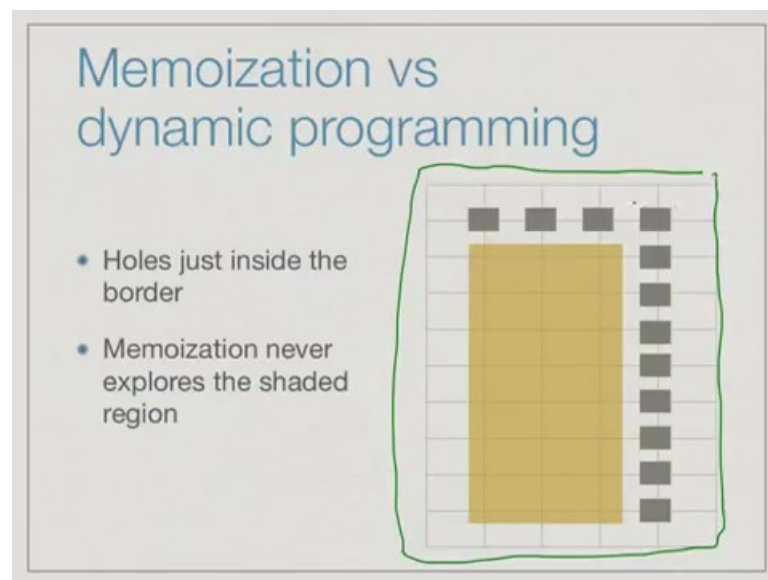 Memoization vs
dynamic programming
Holes just inside the
border
Memoization never
explores the shaded
region